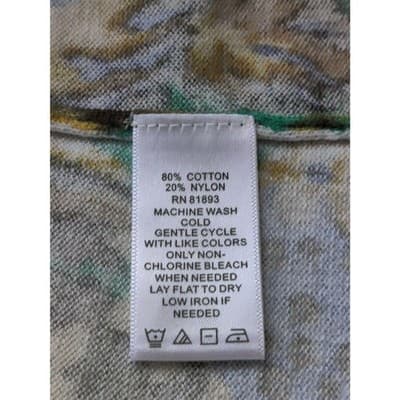 80% COTTON
20% NYLON
RN 81893
MACHINE WASH
COLD
GENTLE CYCLE
WITH LIKE COLORS
ONLY NON-
CHLORINE BLEACH
WHEN NEEDED
LAY FLAT TO DRY
LOW IRON IF
NEEDED